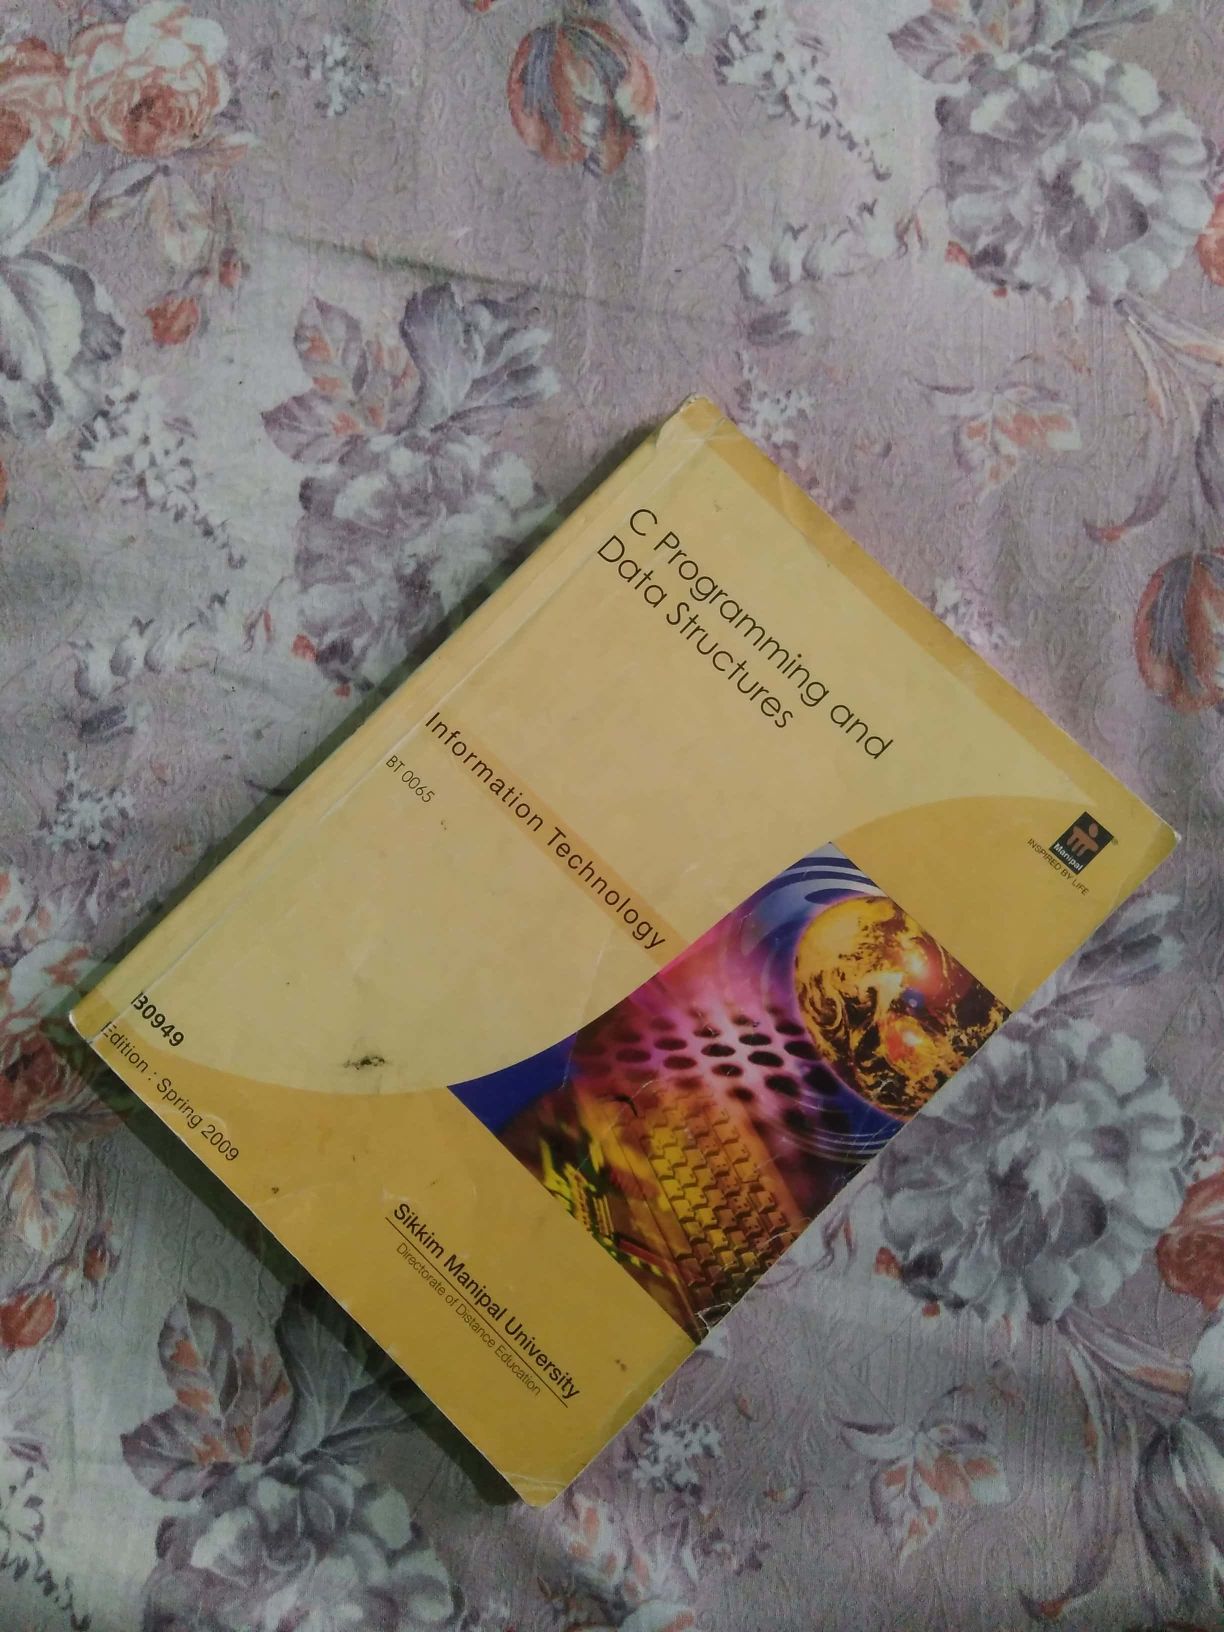 C Programming and
Data Structures
Information Technology
BT 0065
Manipal
®
INSPIRED BY LIFE
B0949
Edition : Spring 2009
Sikkim Manipal University
Directorate of Distance Education